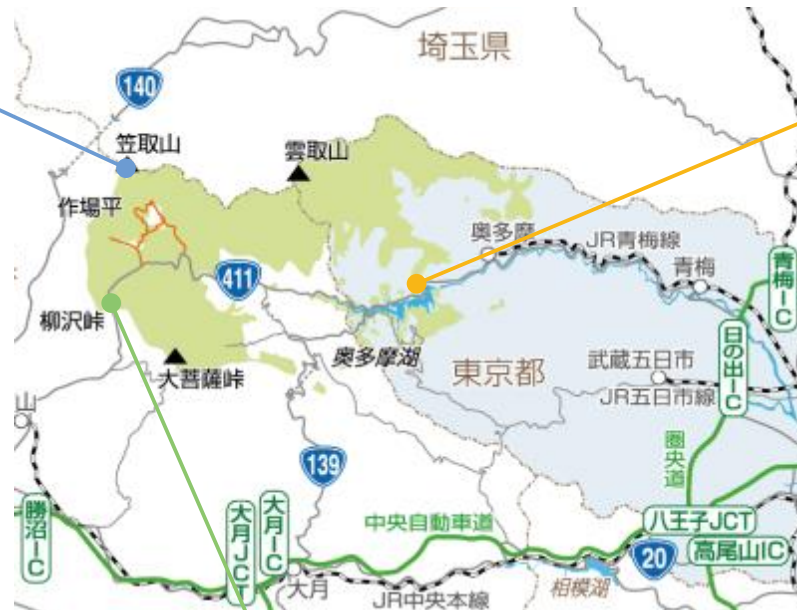 埼玉県
140
笠取山
雲取山
作場平
奥多摩
JR青梅線
青梅
青梅IC
411
柳沢峠
日の出IC
奥多摩湖
大菩薩峠
東京都
武蔵五日市
JR五日市線
山
139
圏央道
勝沼IC
大月JCT
大月IC
中央自動車道
八王子JCT
20
高尾山IC
大月
JR中央本線
相模湖